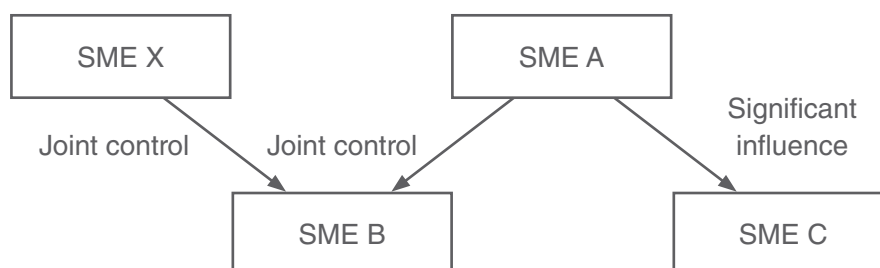 SME X
SME A
Joint control
Joint control
Significant
influence
SME B
SME C